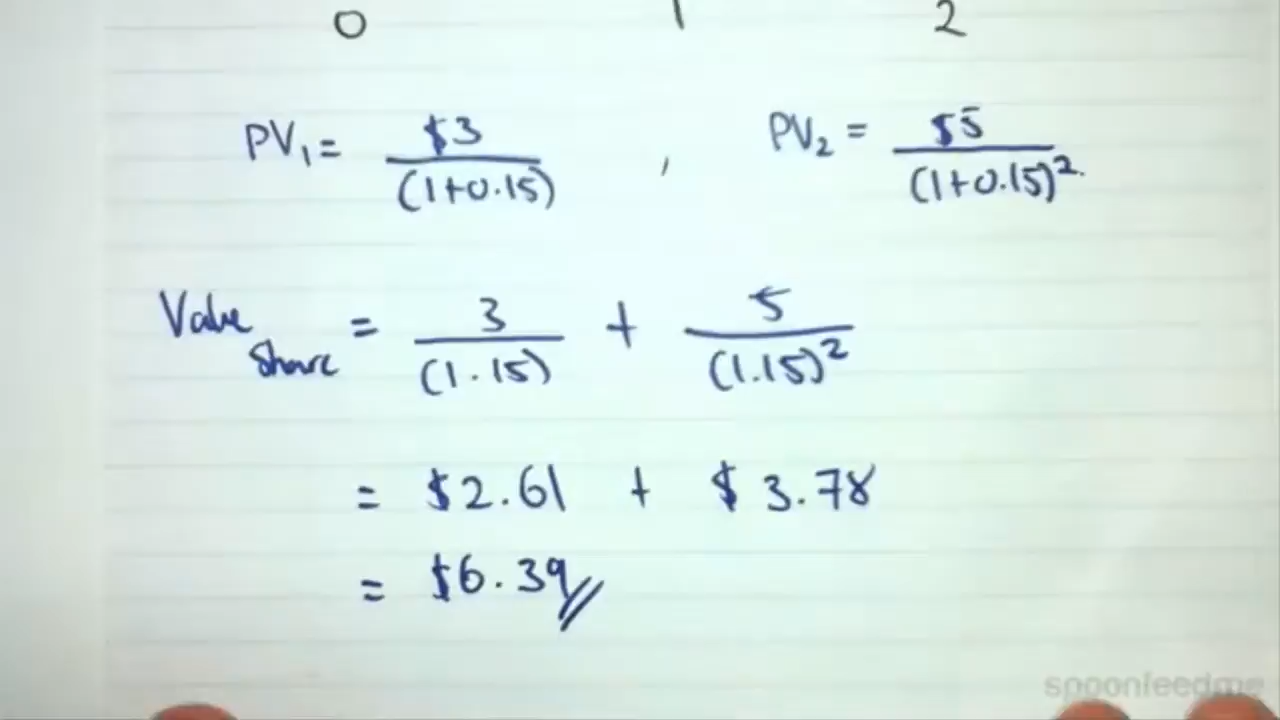 0 1 2
PV₁ = $3 / (1+0.15) , PV₂ = $5 / (1+0.15)²
Value Share = 3 / (1.15) + 5 / (1.15)²
= $2.61 + $3.78
= $6.39
spoonfeedme